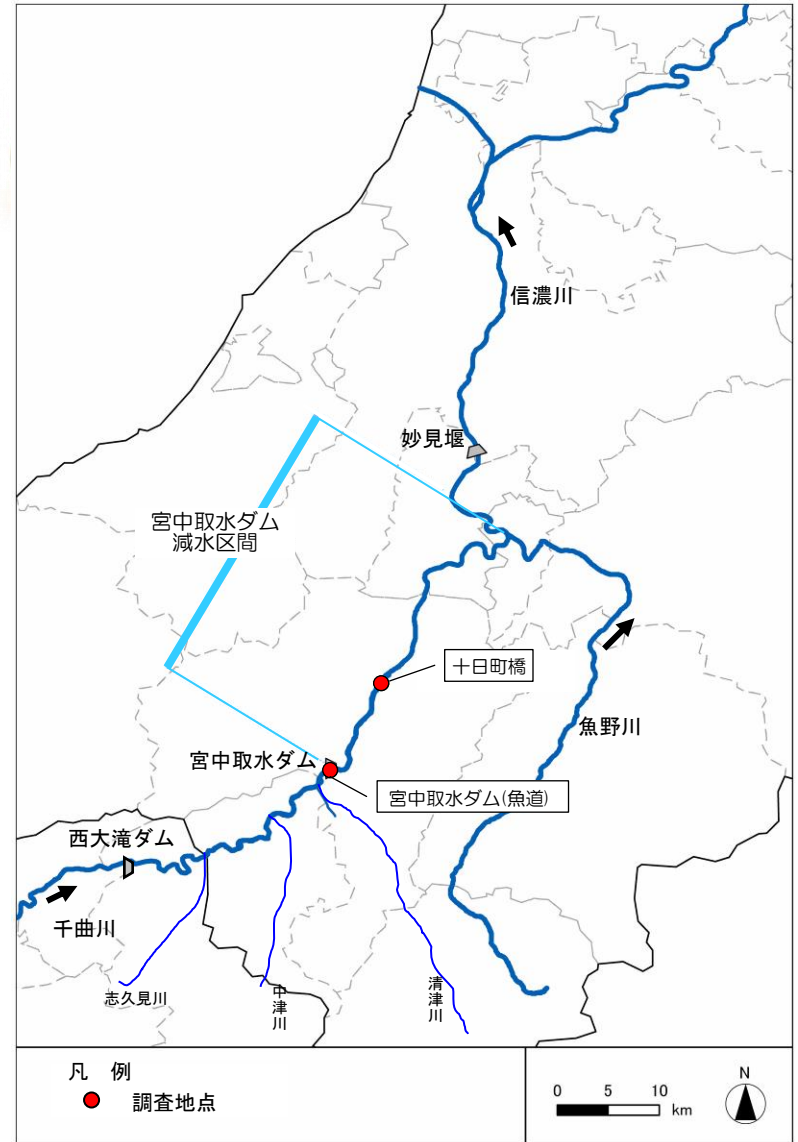 信濃川
妙見堰
宮中取水ダム
減水区間
十日町橋
魚野川
宮中取水ダム
宮中取水ダム(魚道)
西大滝ダム
千曲川
志久見川
中津川
清津川
凡 例
調査地点
0 5 10
km
N